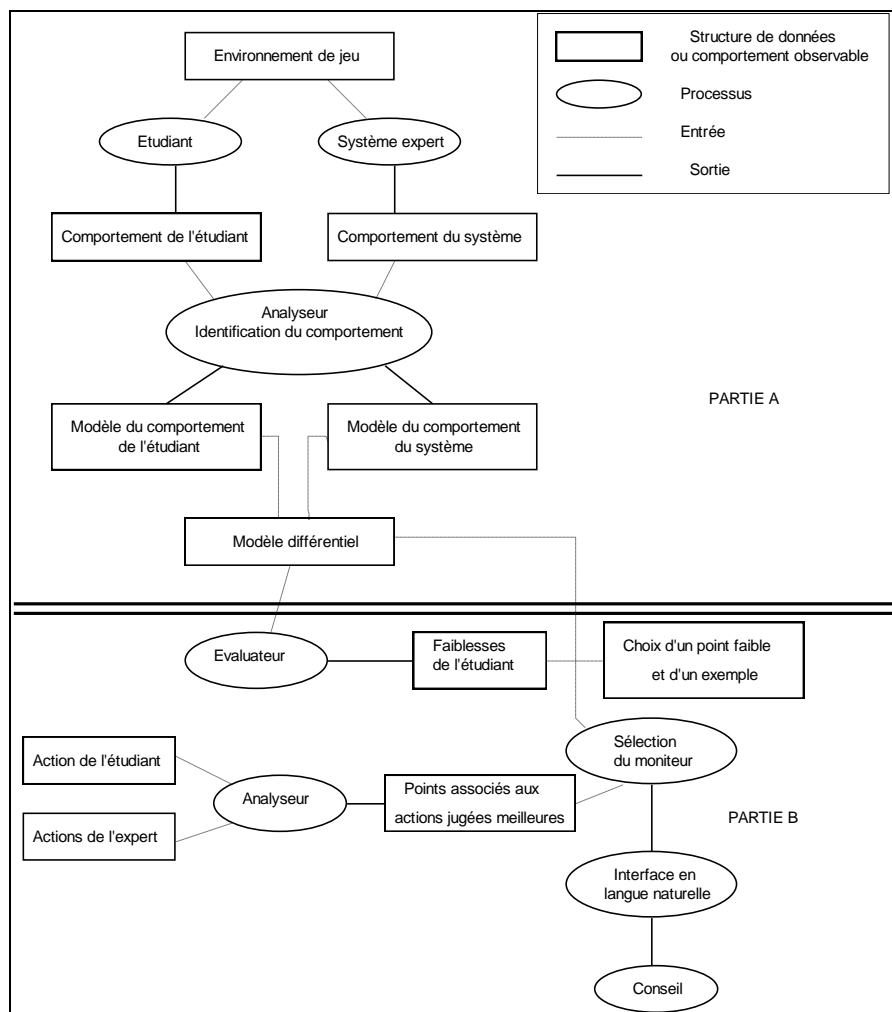 Environnement de jeu
Structure de données
ou comportement observable
Processus
Entrée
Sortie
Etudiant
Système expert
Comportement de l'étudiant
Comportement du système
Analyseur
Identification du comportement
Modèle du comportement
de l'étudiant
Modèle du comportement
du système
PARTIE A
Modèle différentiel
Evaluateur
Faiblesses
de l'étudiant
Choix d'un point faible
et d'un exemple
Sélection
du moniteur
Action de l'étudiant
Analyseur
Points associés aux
actions jugées meilleures
Actions de l'expert
PARTIE B
Interface en
langue naturelle
Conseil